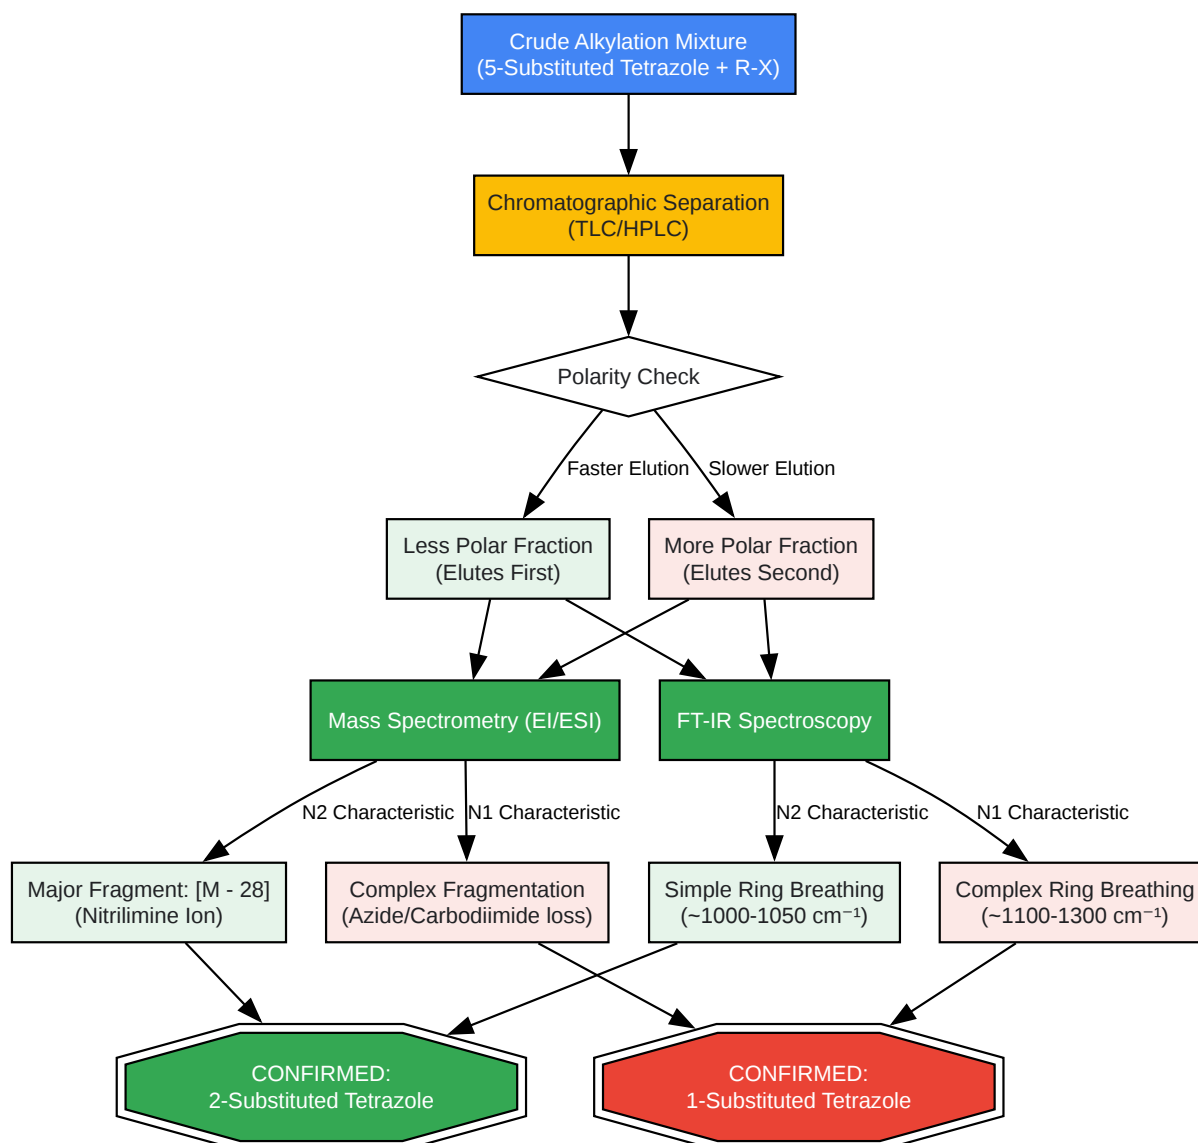 Crude Alkylation Mixture
(5-Substituted Tetrazole + R-X)
Chromatographic Separation
(TLC/HPLC)
Polarity Check
Faster Elution
Slower Elution
Less Polar Fraction
(Elutes First)
More Polar Fraction
(Elutes Second)
Mass Spectrometry (EI/ESI)
FT-IR Spectroscopy
N2 Characteristic
N1 Characteristic
N2 Characteristic
N1 Characteristic
Major Fragment: [M - 28]
(Nitrilimine Ion)
Complex Fragmentation
(Azide/Carbodiimide loss)
Simple Ring Breathing
(~1000-1050 cm⁻¹)
Complex Ring Breathing
(~1100-1300 cm⁻¹)
CONFIRMED:
2-Substituted Tetrazole
CONFIRMED:
1-Substituted Tetrazole